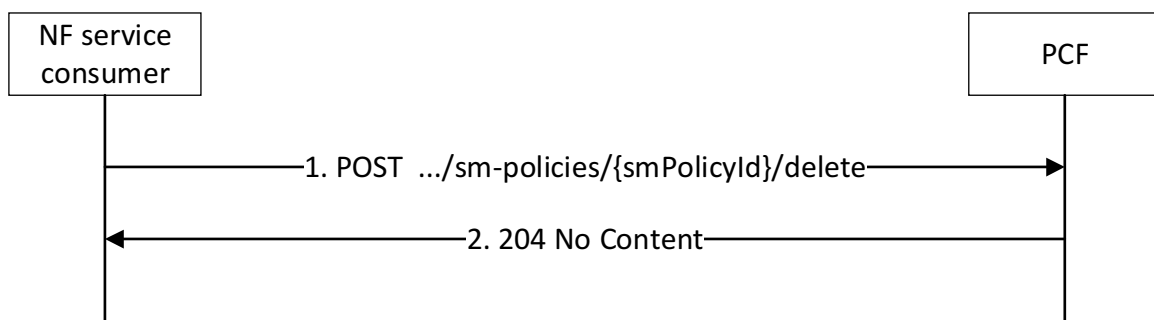 NF service
consumer
PCF
1. POST .../sm-policies/{smPolicyId}/delete
2. 204 No Content